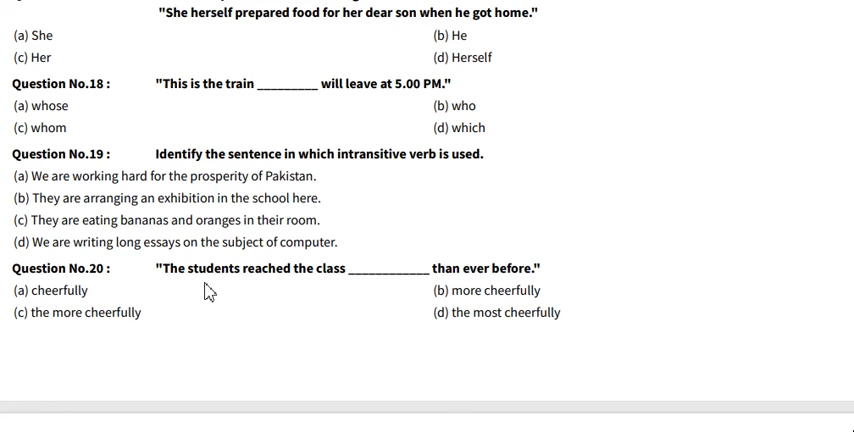 "She herself prepared food for her dear son when he got home."
(a) She (b) He
(c) Her (d) Herself
Question No.18 : "This is the train _________ will leave at 5.00 PM."
(a) whose (b) who
(c) whom (d) which
Question No.19 : Identify the sentence in which intransitive verb is used.
(a) We are working hard for the prosperity of Pakistan.
(b) They are arranging an exhibition in the school here.
(c) They are eating bananas and oranges in their room.
(d) We are writing long essays on the subject of computer.
Question No.20 : "The students reached the class ____________ than ever before."
(a) cheerfully (b) more cheerfully
(c) the more cheerfully (d) the most cheerfully